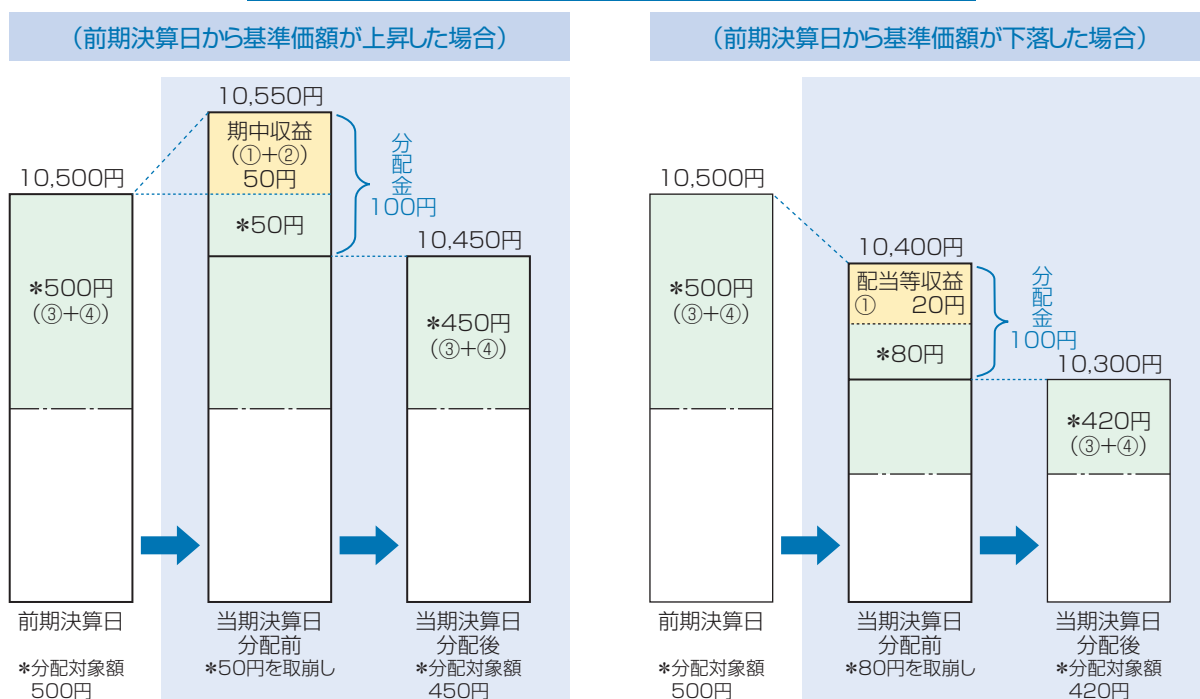 (前期決算日から基準価額が上昇した場合)
10,550円
期中収益
(①+②)
50円
*50円
分配金
100円
10,500円
*500円
(③+④)
10,450円
*450円
(③+④)
前期決算日
*分配対象額
500円
当期決算日
分配前
*50円を取崩し
当期決算日
分配後
*分配対象額
450円
(前期決算日から基準価額が下落した場合)
10,500円
*500円
(③+④)
10,400円
配当等収益
① 20円
*80円
分配金
100円
10,300円
*420円
(③+④)
前期決算日
*分配対象額
500円
当期決算日
分配前
*80円を取崩し
当期決算日
分配後
*分配対象額
420円